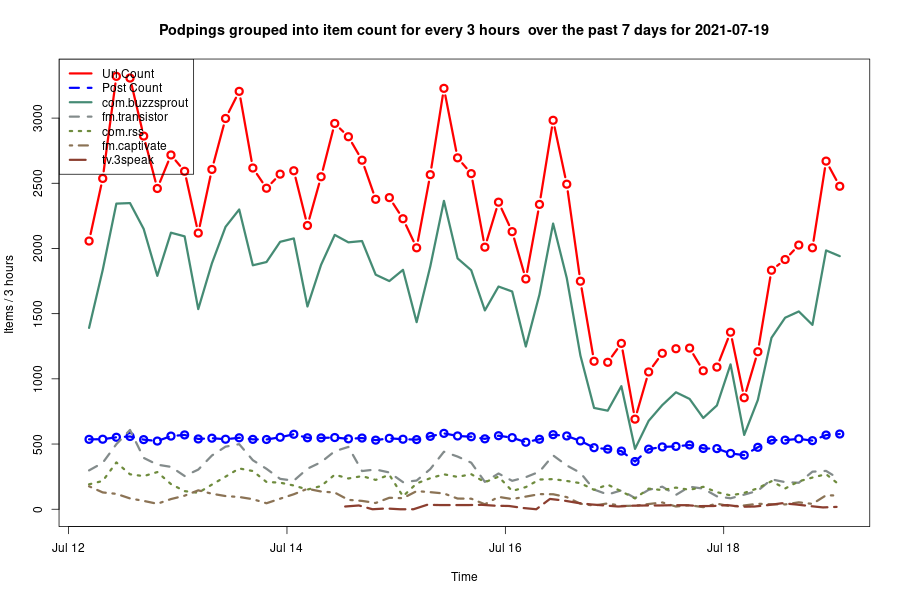 Podpings grouped into item count for every 3 hours  over the past 7 days for 2021-07-19
Url Count
Post Count
com.buzzsprout
fm.transistor
com.rss
fm.captivate
tv.3speak
Items / 3 hours
3000
2500
2000
1500
1000
500
0
Jul 12
Jul 14
Jul 16
Jul 18
Time